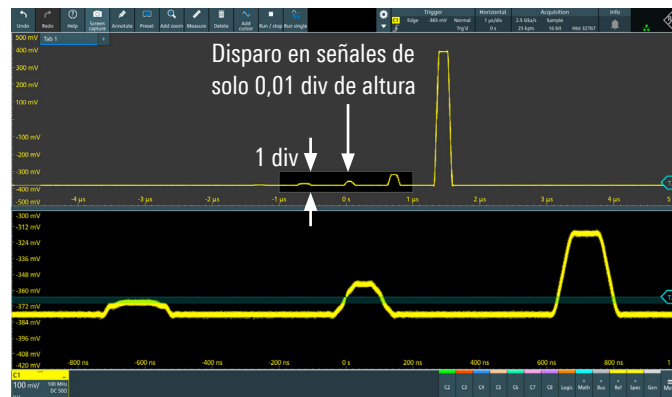 Undo Redo Help Screen capture Annotate Preset Add zoom Measure Delete Add cursor Run / stop Run single
Trigger Horizontal Acquisition Info
C1 Edge -365 mV Normal 1 µs/div 2.5 GSa/s Sample
Trig'd 0 s 25 kpts 16 bit Hist 32767
500 mV Tab 1 +
400 mV
300 mV
200 mV
100 mV
-100 mV
-200 mV
-300 mV
-400 mV
-500 mV
Disparo en señales de
solo 0,01 div de altura
1 div
-4 µs -3 µs -2 µs -1 µs 0 s 1 µs 2 µs 3 µs 4 µs 5
-300 mV
-312 mV
-324 mV
-336 mV
-348 mV
-360 mV
-372 mV
-384 mV
-396 mV
-408 mV
-420 mV
-800 ns -600 ns -400 ns -200 ns 0 s 200 ns 400 ns 600 ns 800 ns 1
C1
100 mV/ 100 MHz
DC 50Ω
C2 C3 C4 C5 C6 C7 C8 Logic Math Bus Ref Spec Gen Me